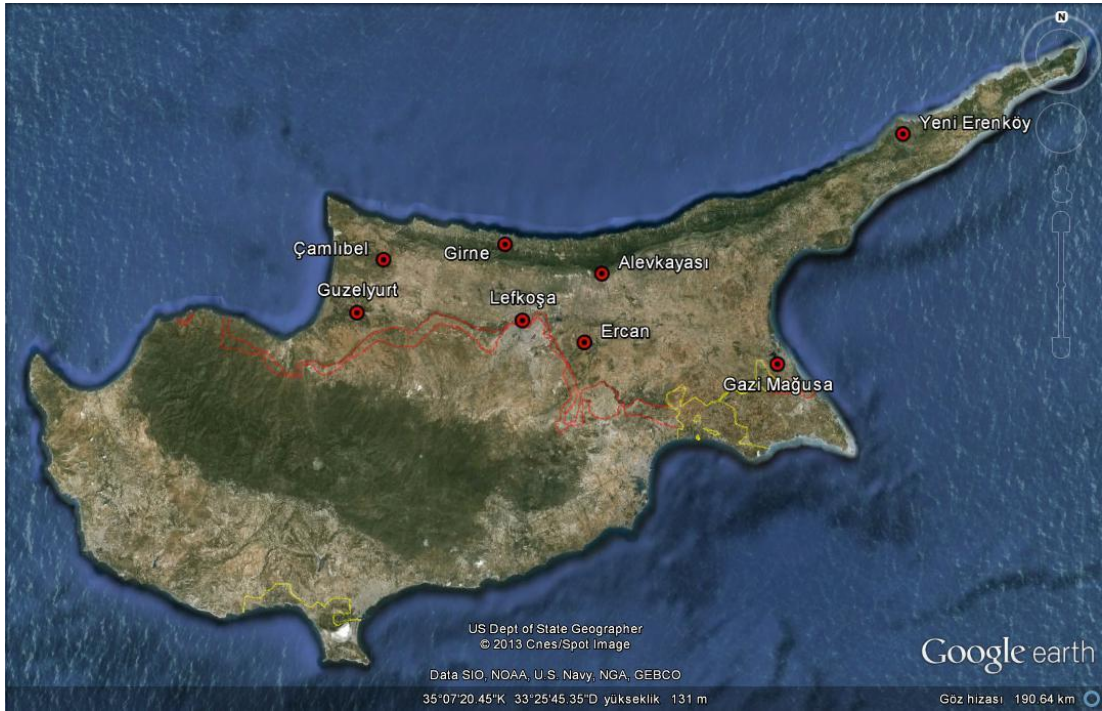 N
Yeni Erenköy
Çamlıbel
Girne
Alevkayası
Guzelyurt
Lefkoşa
Ercan
Gazi Mağusa
US Dept of State Geographer
© 2013 Cnes/Spot Image
Data SIO, NOAA, U.S. Navy, NGA, GEBCO
Google earth
35°07'20.45"K 33°25'45.35"D yükseklik 131 m
Göz hizası 190.64 km